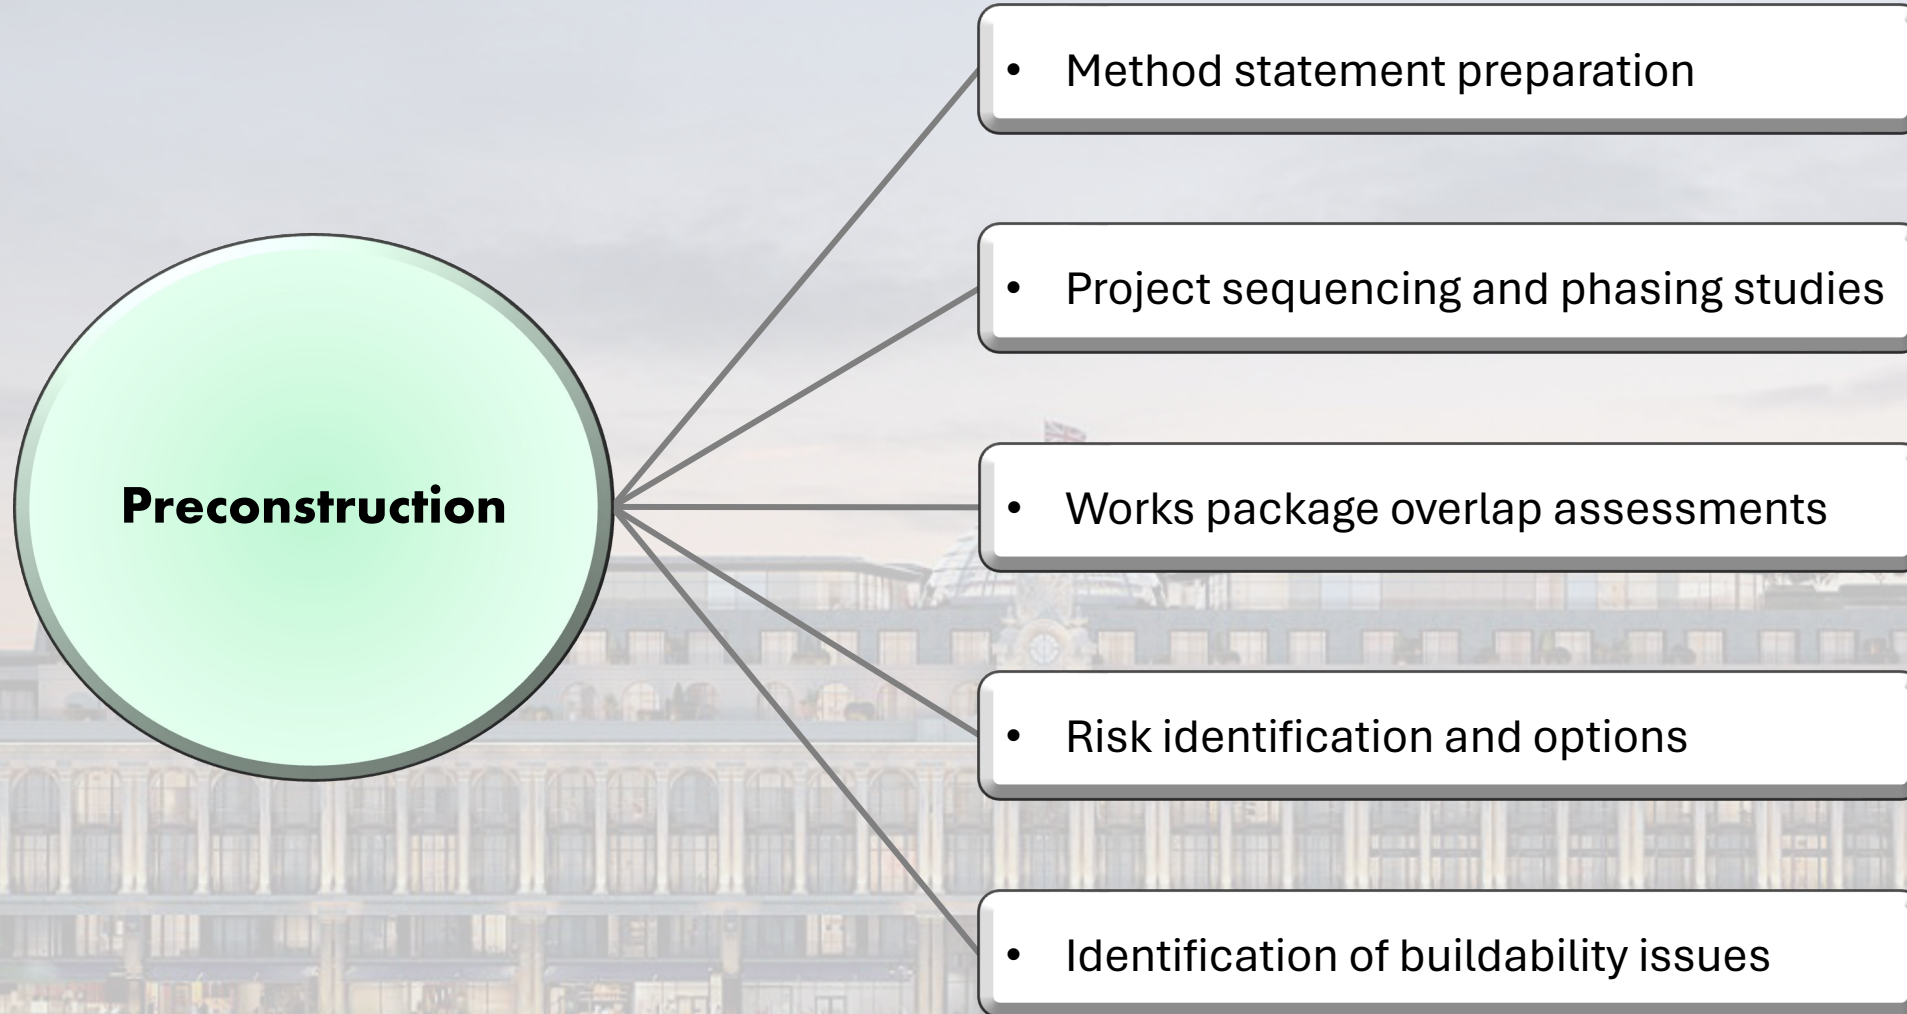 Preconstruction
• Method statement preparation
• Project sequencing and phasing studies
• Works package overlap assessments
• Risk identification and options
• Identification of buildability issues